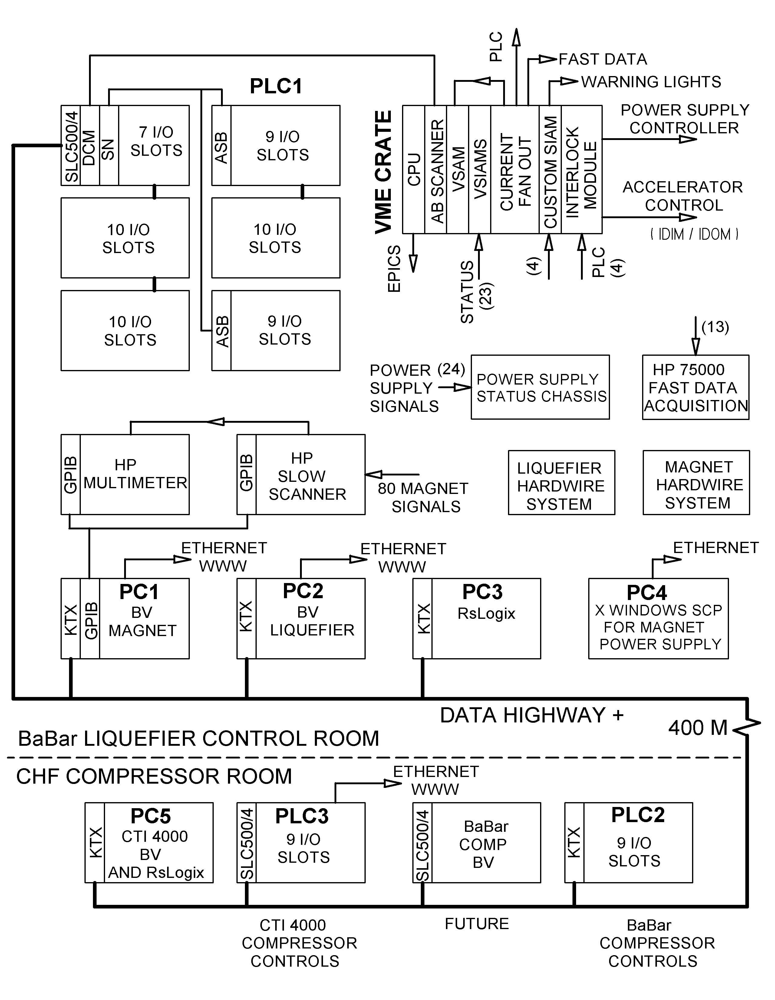 PLC1
SLC500/4
DCM
SN
7 I/O
SLOTS
ASB
9 I/O
SLOTS
10 I/O
SLOTS
10 I/O
SLOTS
10 I/O
SLOTS
ASB
9 I/O
SLOTS
VME CRATE
CPU
AB SCANNER
VSAM
VSIAMS
CURRENT
FAN OUT
CUSTOM SIAM
INTERLOCK
MODULE
PLC
FAST DATA
WARNING LIGHTS
POWER SUPPLY
CONTROLLER
ACCELERATOR
CONTROL
( IDIM / IDOM )
EPICS
STATUS
(23)
(4)
PLC
(4)
(13)
POWER
SUPPLY
SIGNALS
(24)
POWER SUPPLY
STATUS CHASSIS
HP 75000
FAST DATA
ACQUISITION
GPIB
HP
MULTIMETER
GPIB
HP
SLOW
SCANNER
80 MAGNET
SIGNALS
LIQUEFIER
HARDWIRE
SYSTEM
MAGNET
HARDWIRE
SYSTEM
ETHERNET
WWW
ETHERNET
WWW
ETHERNET
KTX
GPIB
PC1
BV
MAGNET
KTX
PC2
BV
LIQUEFIER
KTX
PC3
RsLogix
PC4
X WINDOWS SCP
FOR MAGNET
POWER SUPPLY
DATA HIGHWAY +
400 M
BaBar LIQUEFIER CONTROL ROOM
CHF COMPRESSOR ROOM
ETHERNET
WWW
KTX
PC5
CTI 4000
BV
AND RsLogix
SLC500/4
PLC3
9 I/O
SLOTS
SLC500/4
BaBar
COMP
BV
KTX
PLC2
9 I/O
SLOTS
CTI 4000
COMPRESSOR
CONTROLS
FUTURE
BaBar
COMPRESSOR
CONTROLS